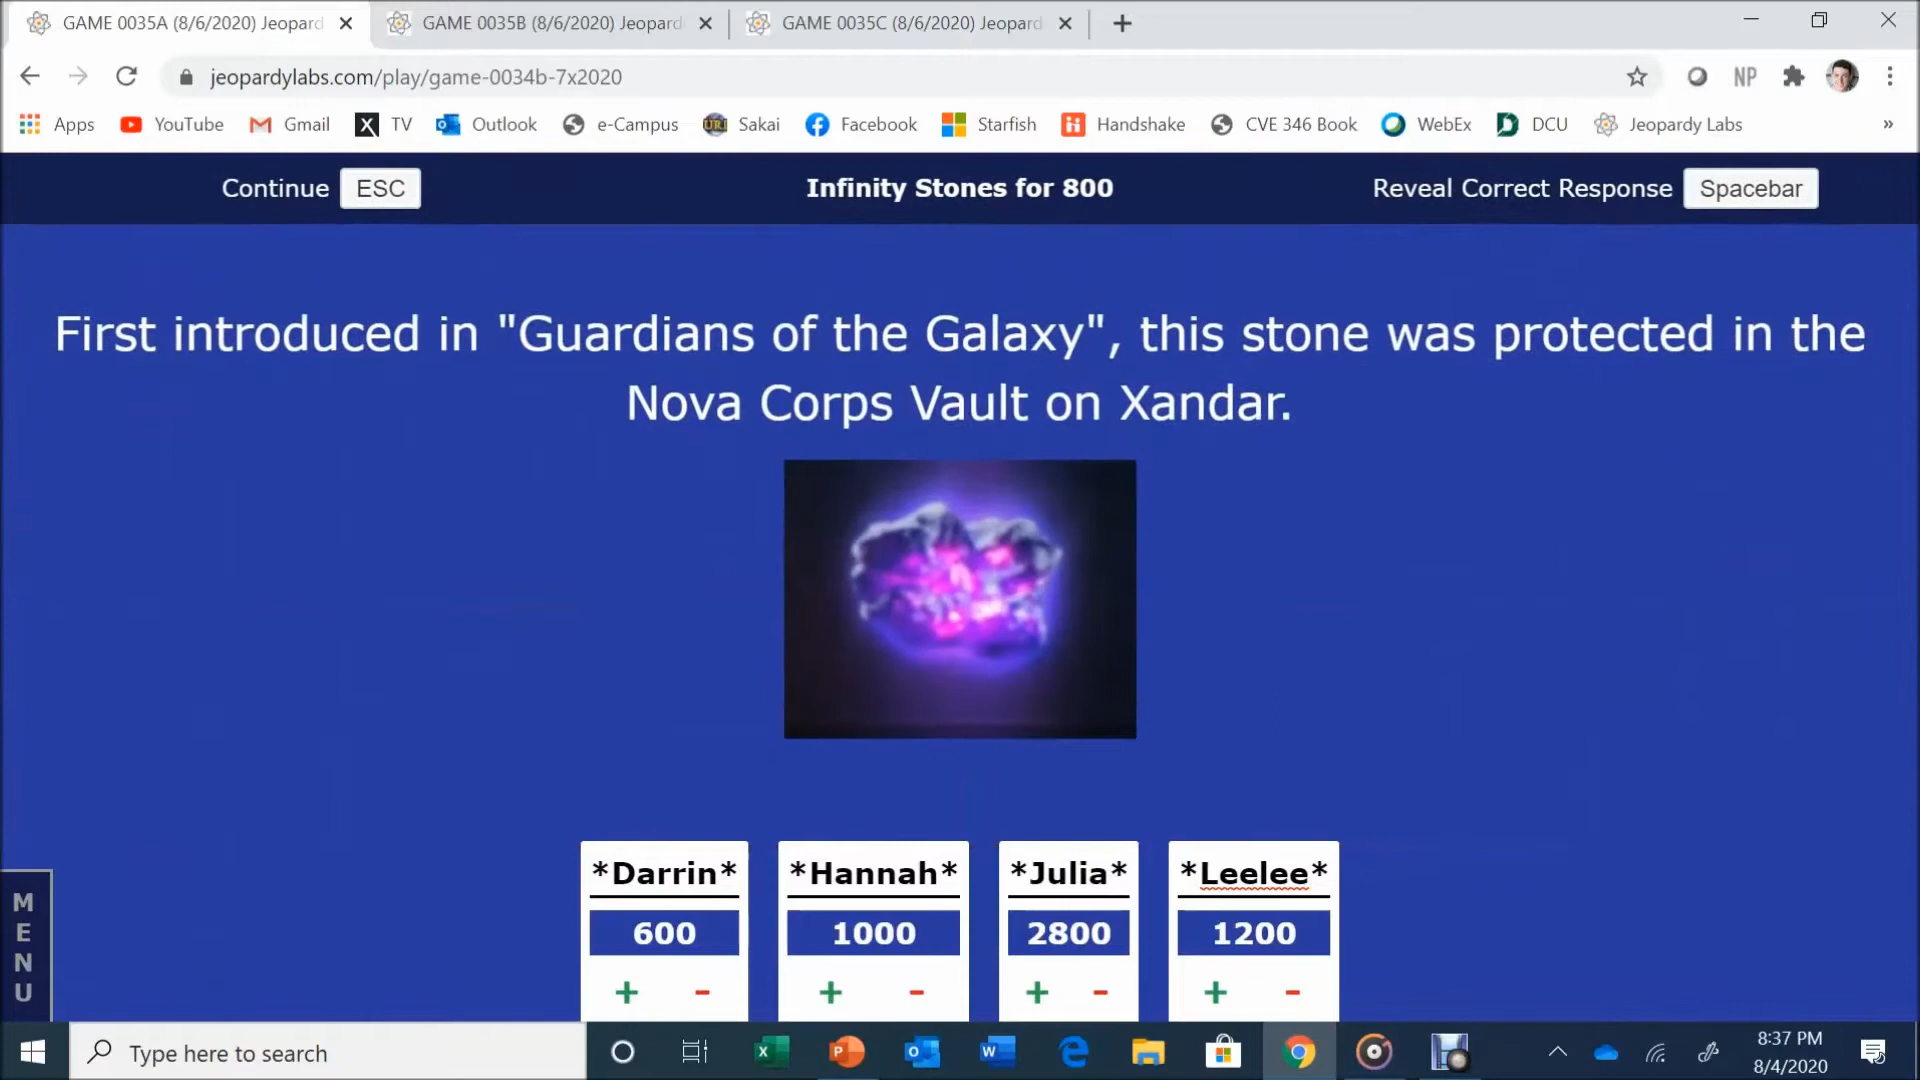 GAME 0035A (8/6/2020) Jeopard
GAME 0035B (8/6/2020) Jeopard
GAME 0035C (8/6/2020) Jeopard
jeopardylabs.com/play/game-0034b-7x2020
NP
Apps
YouTube
Gmail
X
TV
Outlook
e-Campus
URI
Sakai
Facebook
Starfish
Handshake
CVE 346 Book
WebEx
DCU
Jeopardy Labs
»
Continue ESC
Infinity Stones for 800
Reveal Correct Response Spacebar
First introduced in "Guardians of the Galaxy", this stone was protected in the
Nova Corps Vault on Xandar.
*Darrin* *Hannah* *Julia* *Leelee*
600 1000 2800 1200
+ - + - + - + -
MENU
Type here to search
8:37 PM
8/4/2020